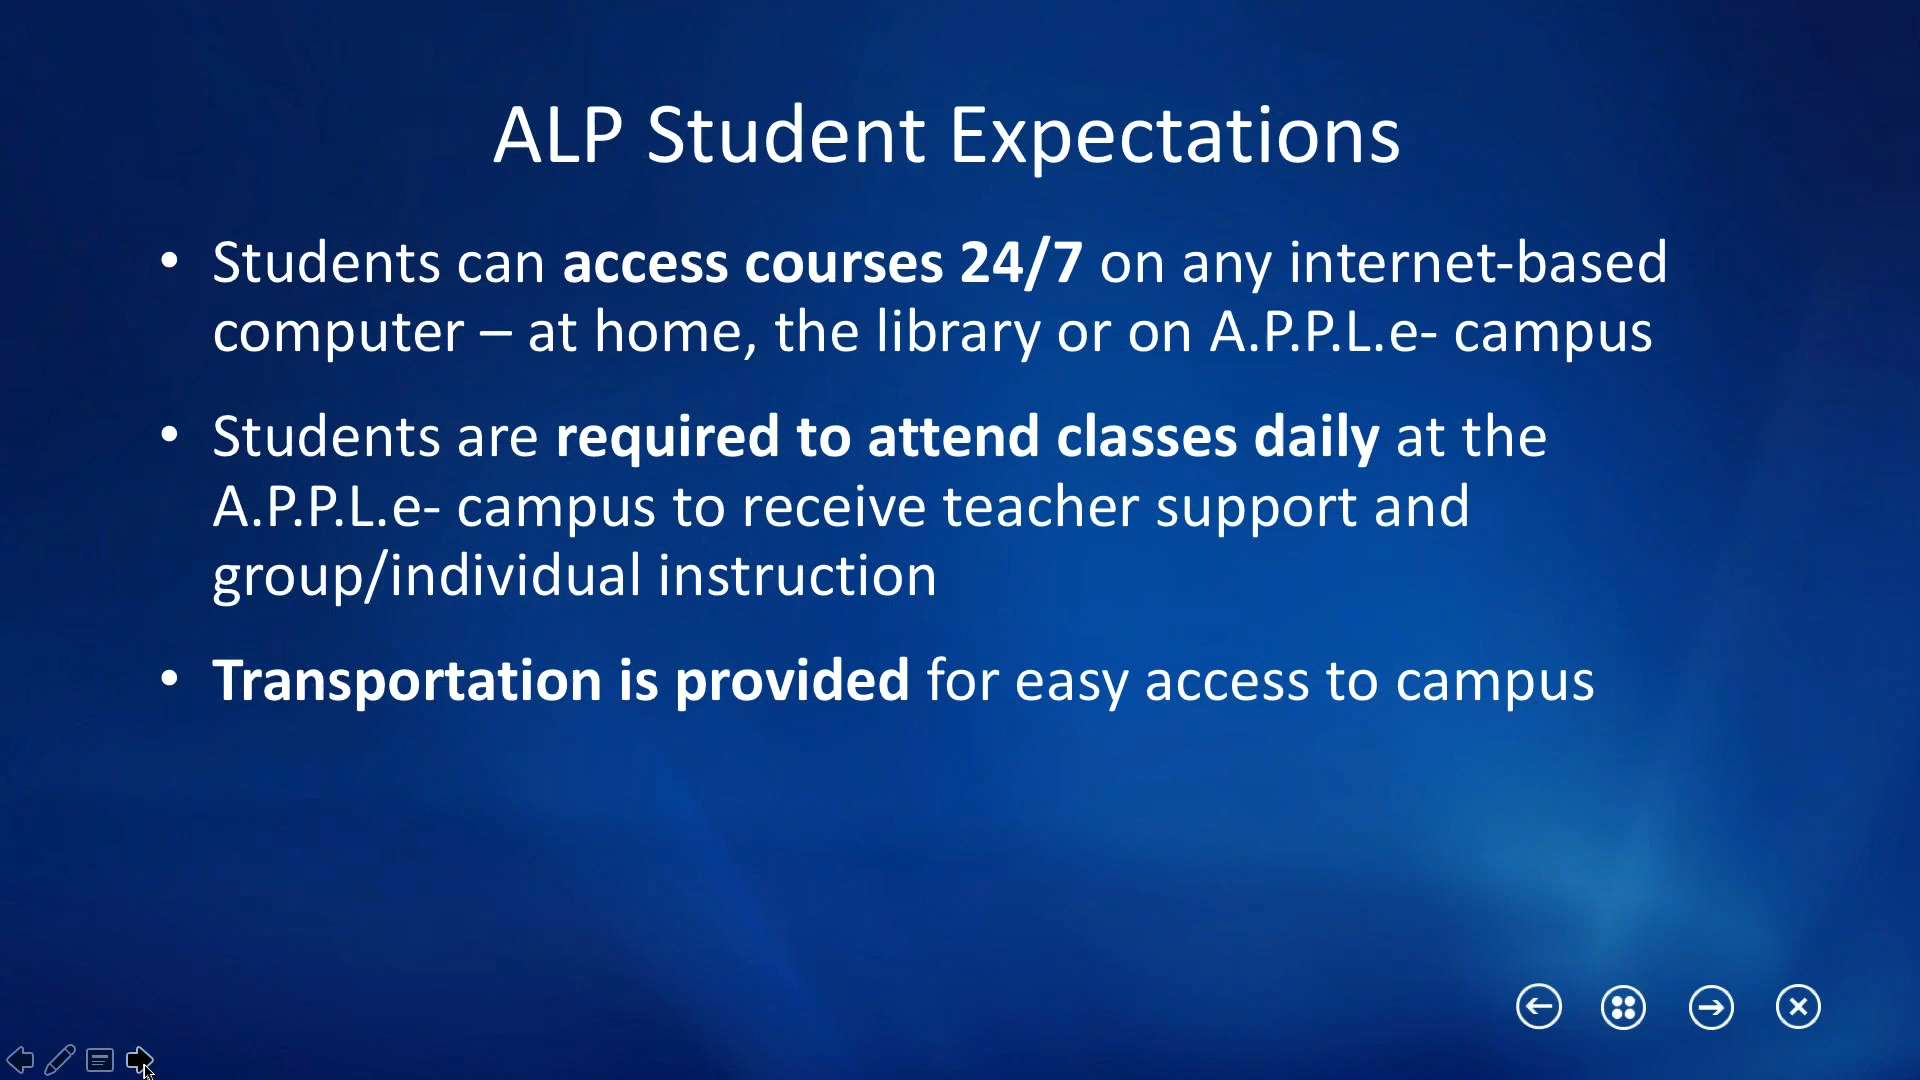 ALP Student Expectations
• Students can access courses 24/7 on any internet-based
computer – at home, the library or on A.P.P.L.e- campus
• Students are required to attend classes daily at the
A.P.P.L.e- campus to receive teacher support and
group/individual instruction
• Transportation is provided for easy access to campus